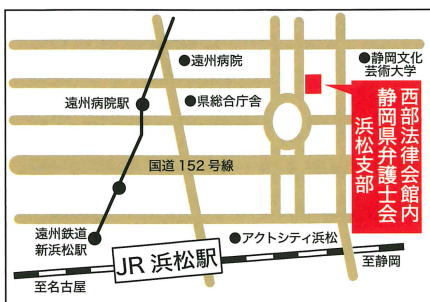 遠州病院
静岡文化
芸術大学
遠州病院駅
県総合庁舎
西部法律会館内
静岡県弁護士会
浜松支部
国道152号線
遠州鉄道
新浜松駅
アクトシティ浜松
JR 浜松駅
至静岡
至名古屋